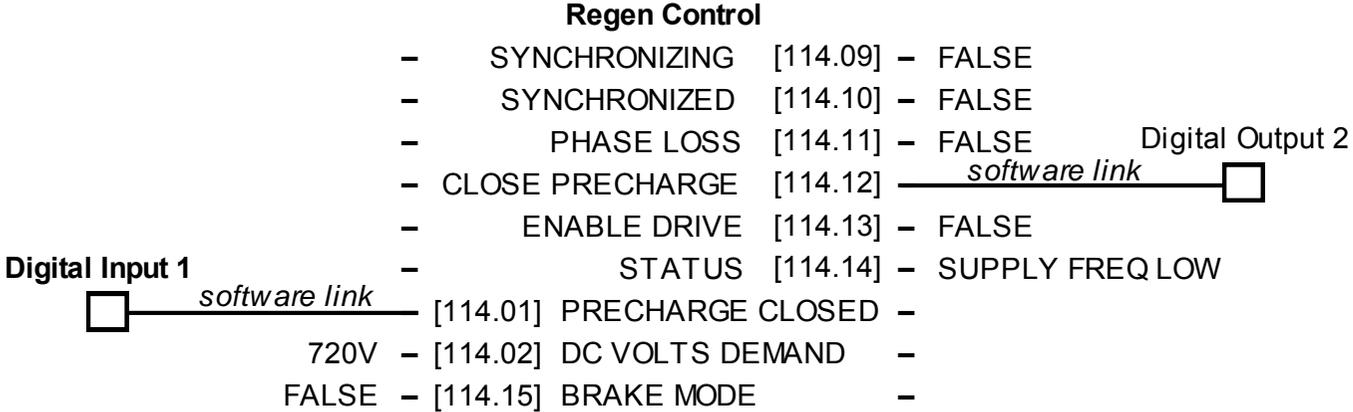 Regen Control
SYNCHRONIZING [114.09] – FALSE
SYNCHRONIZED [114.10] – FALSE
PHASE LOSS [114.11] – FALSE
Digital Output 2
CLOSE PRECHARGE [114.12] software link
ENABLE DRIVE [114.13] – FALSE
Digital Input 1
STATUS [114.14] – SUPPLY FREQ LOW
software link
[114.01] PRECHARGE CLOSED –
720V – [114.02] DC VOLTS DEMAND –
FALSE – [114.15] BRAKE MODE –